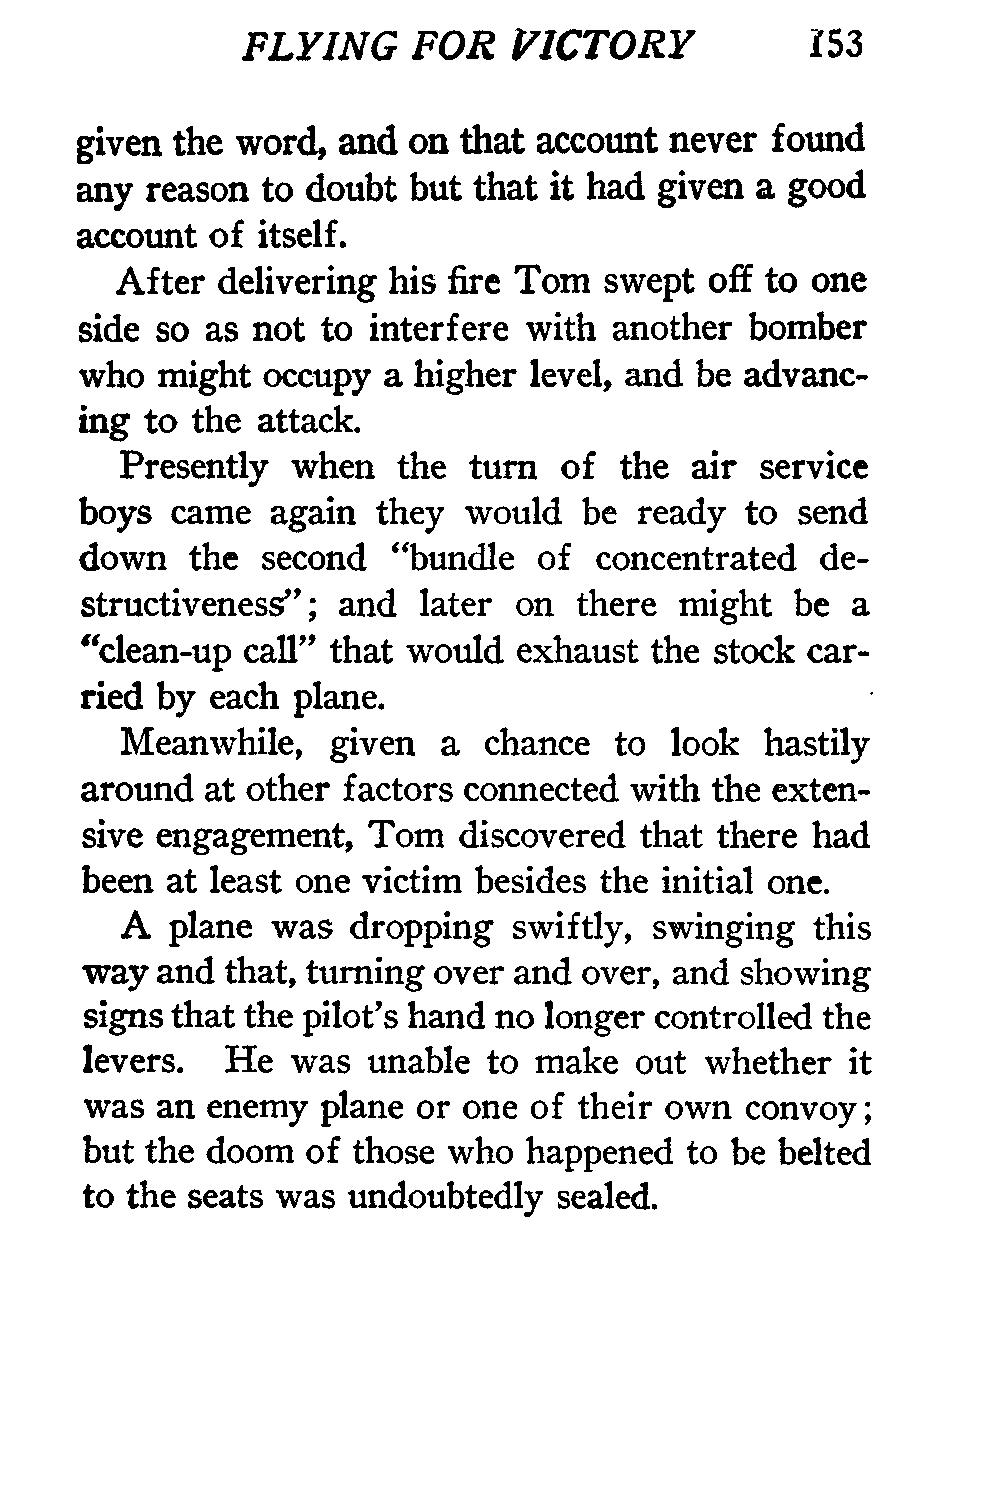 FLYING FOR VICTORY 153
given the word, and on that account never found
any reason to doubt but that it had given a good
account of itself.
After delivering his fire Tom swept off to one
side so as not to interfere with another bomber
who might occupy a higher level, and be advanc-
ing to the attack.
Presently when the turn of the air service
boys came again they would be ready to send
down the second “bundle of concentrated de-
structiveness”; and later on there might be a
“clean-up call” that would exhaust the stock car-
ried by each plane.
Meanwhile, given a chance to look hastily
around at other factors connected with the exten-
sive engagement, Tom discovered that there had
been at least one victim besides the initial one.
A plane was dropping swiftly, swinging this
way and that, turning over and over, and showing
signs that the pilot’s hand no longer controlled the
levers. He was unable to make out whether it
was an enemy plane or one of their own convoy;
but the doom of those who happened to be belted
to the seats was undoubtedly sealed.